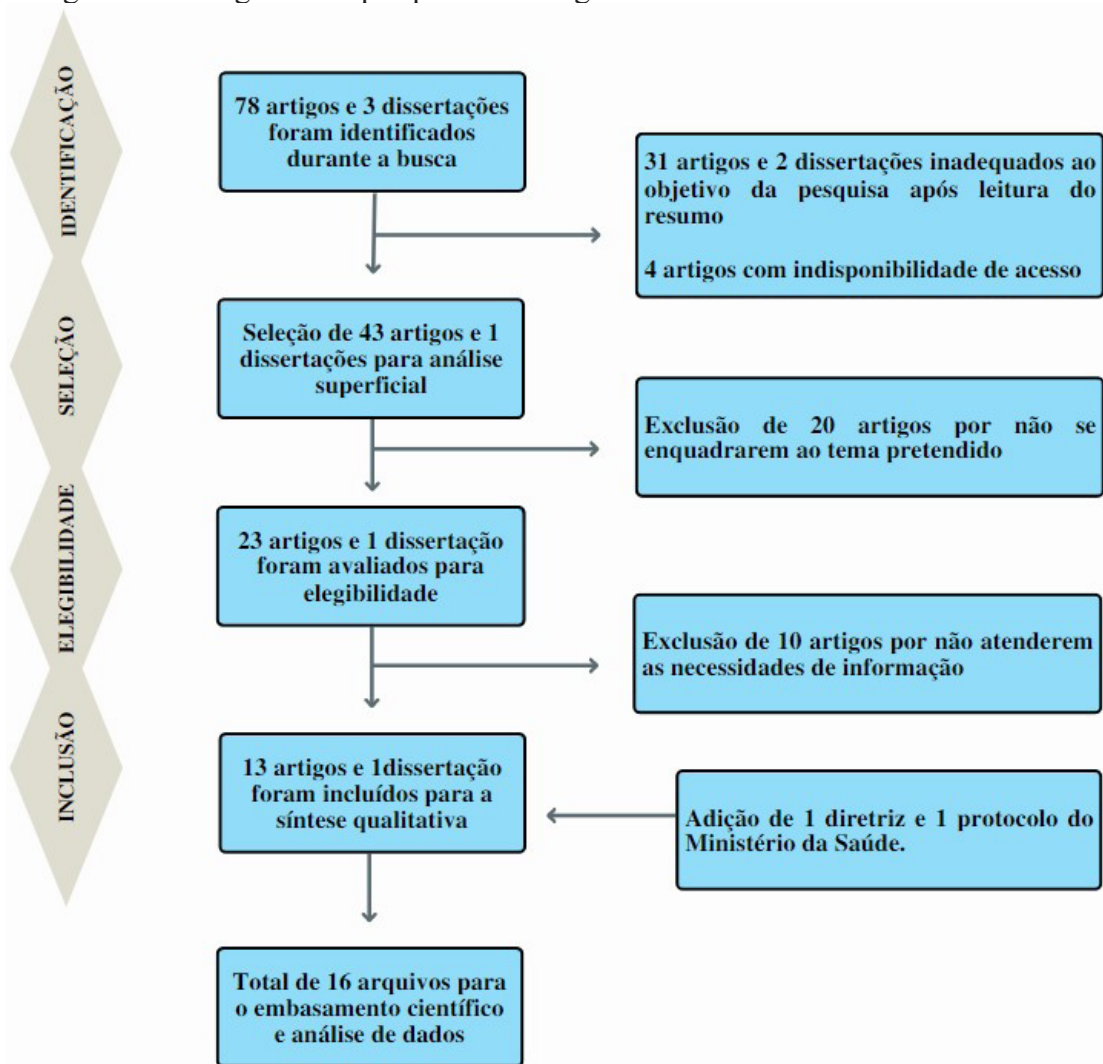 IDENTIFICAÇÃO
78 artigos e 3 dissertações
foram identificados
durante a busca
31 artigos e 2 dissertações inadequados ao
objetivo da pesquisa após leitura do
resumo
4 artigos com indisponibilidade de acesso
SELEÇÃO
Seleção de 43 artigos e 1
dissertações para análise
superficial
Exclusão de 20 artigos por não se
enquadrarem ao tema pretendido
ELEGIBILIDADE
23 artigos e 1 dissertação
foram avaliados para
elegibilidade
Exclusão de 10 artigos por não atenderem
as necessidades de informação
INCLUSÃO
13 artigos e 1dissertação
foram incluídos para a
síntese qualitativa
Adição de 1 diretriz e 1 protocolo do
Ministério da Saúde.
Total de 16 arquivos para
o embasamento científico
e análise de dados